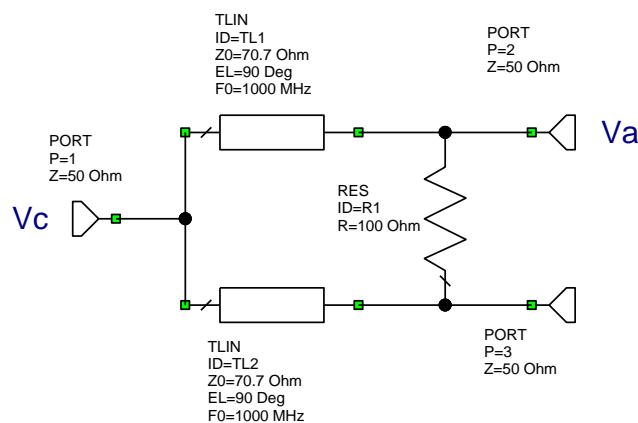 TLIN
ID=TL1
Z0=70.7 Ohm
EL=90 Deg
F0=1000 MHz
PORT
P=2
Z=50 Ohm
Va
PORT
P=1
Z=50 Ohm
Vc
RES
ID=R1
R=100 Ohm
PORT
P=3
Z=50 Ohm
TLIN
ID=TL2
Z0=70.7 Ohm
EL=90 Deg
F0=1000 MHz